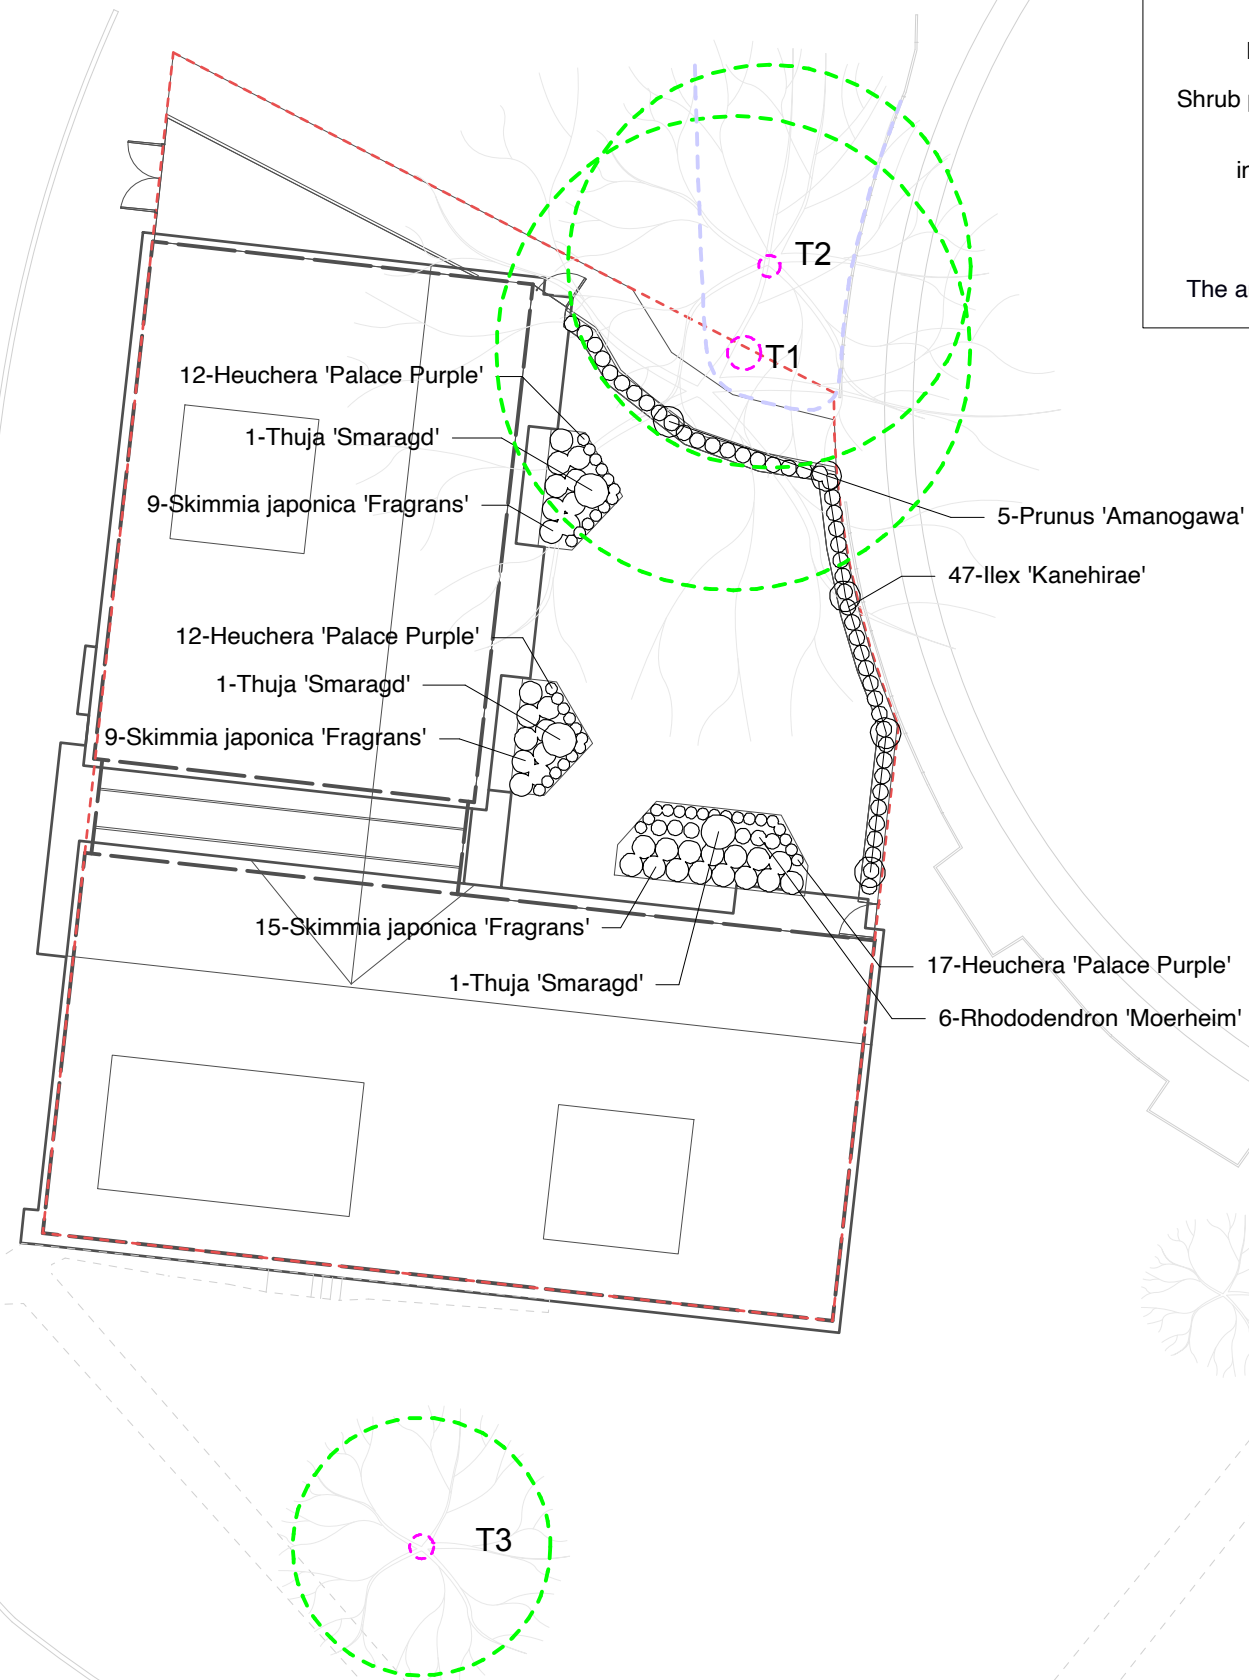 Shrub
The
T2
T1
12-Heuchera 'Palace Purple'
1-Thuja 'Smaragd'
9-Skimmia japonica 'Fragrans'
5-Prunus 'Amanogawa'
47-Ilex 'Kanehirae'
12-Heuchera 'Palace Purple'
1-Thuja 'Smaragd'
9-Skimmia japonica 'Fragrans'
15-Skimmia japonica 'Fragrans'
1-Thuja 'Smaragd'
17-Heuchera 'Palace Purple'
6-Rhododendron 'Moerheim'
T3